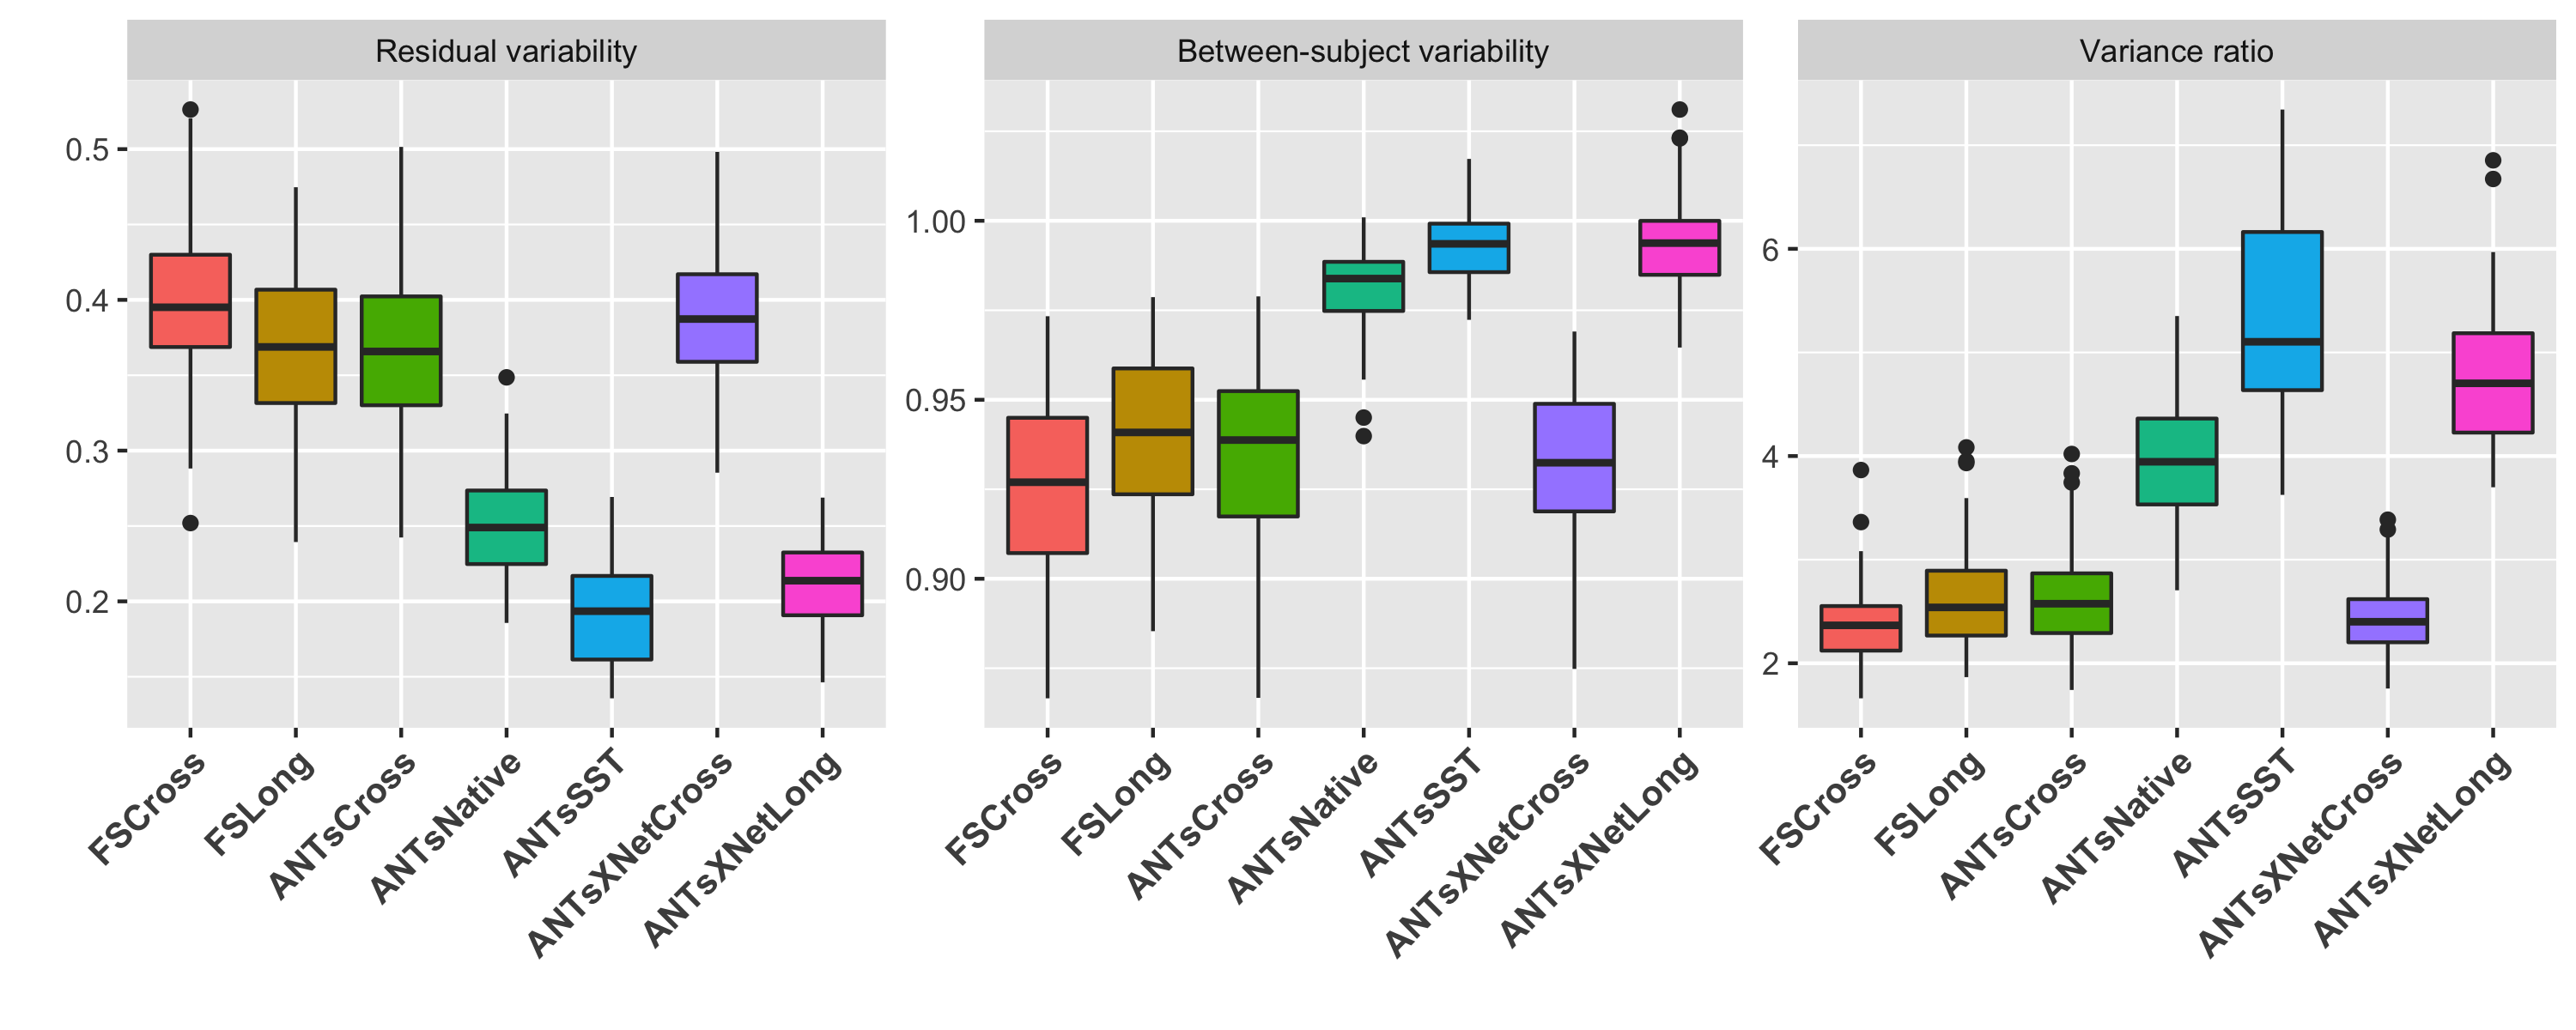 Residual variability
Between-subject variability
Variance ratio
0.5
0.4
0.3
0.2
1.00
0.95
0.90
6
4
2
FSCross
FSLong
ANTsCross
ANTsNative
ANTsSST
ANTsXNetCross
ANTsXNetLong
FSCross
FSLong
ANTsCross
ANTsNative
ANTsSST
ANTsXNetCross
ANTsXNetLong
FSCross
FSLong
ANTsCross
ANTsNative
ANTsSST
ANTsXNetCross
ANTsXNetLong